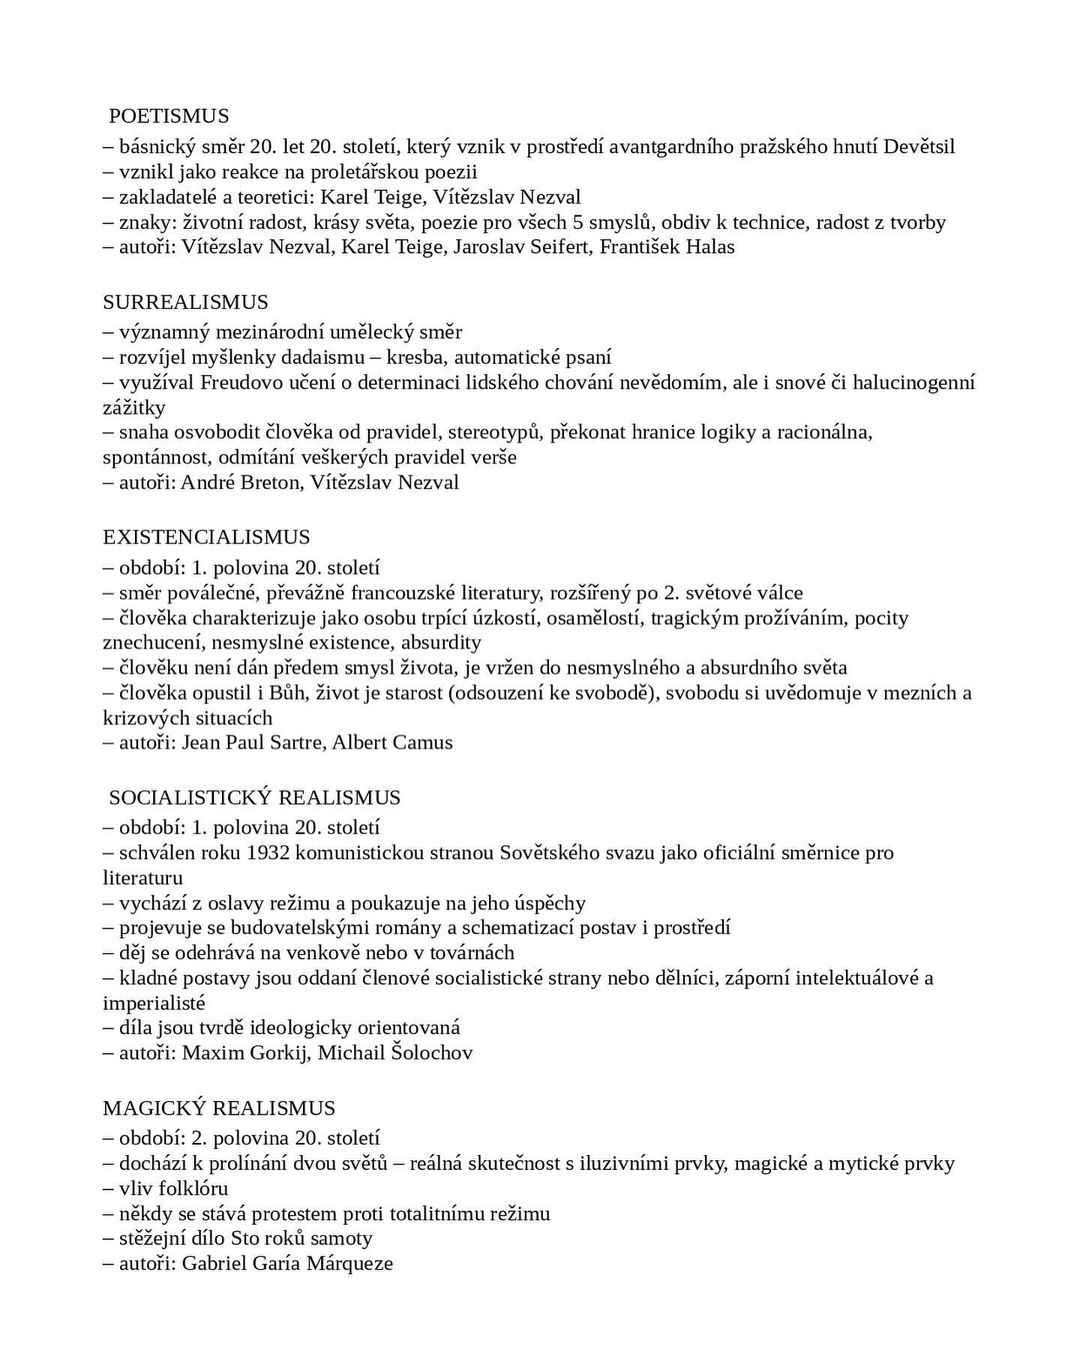 POETISMUS
– básnický směr 20. let 20. století, který vznik v prostředí avantgardního pražského hnutí Devětsil
– vznikl jako reakce na proletářskou poezii
– zakladatelé a teoretici: Karel Teige, Vítězslav Nezval
– znaky: životní radost, krásy světa, poezie pro všech 5 smyslů, obdiv k technice, radost z tvorby
– autoři: Vítězslav Nezval, Karel Teige, Jaroslav Seifert, František Halas
SURREALISMUS
– významný mezinárodní umělecký směr
– rozvíjel myšlenky dadaismu – kresba, automatické psaní
– využíval Freudovo učení o determinaci lidského chování nevědomím, ale i snové či halucinogenní
zážitky
– snaha osvobodit člověka od pravidel, stereotypů, překonat hranice logiky a racionálna,
spontánnost, odmítání veškerých pravidel verše
– autoři: André Breton, Vítězslav Nezval
EXISTENCIALISMUS
– období: 1. polovina 20. století
– směr poválečné, převážně francouzské literatury, rozšířený po 2. světové válce
– člověka charakterizuje jako osobu trpící úzkostí, osamělostí, tragickým prožíváním, pocity
znechucení, nesmyslné existence, absurdity
– člověku není dán předem smysl života, je vržen do nesmyslného a absurdního světa
– člověka opustil i Bůh, život je starost (odsouzení ke svobodě), svobodu si uvědomuje v mezních a
krizových situacích
– autoři: Jean Paul Sartre, Albert Camus
SOCIALISTICKÝ REALISMUS
– období: 1. polovina 20. století
– schválen roku 1932 komunistickou stranou Sovětského svazu jako oficiální směrnice pro
literaturu
– vychází z oslavy režimu a poukazuje na jeho úspěchy
– projevuje se budovatelskými romány a schematizací postav i prostředí
– děj se odehrává na venkově nebo v továrnách
– kladné postavy jsou oddaní členové socialistické strany nebo dělníci, záporní intelektuálové a
imperialisté
– díla jsou tvrdě ideologicky orientovaná
– autoři: Maxim Gorkij, Michail Šolochov
MAGICKÝ REALISMUS
– období: 2. polovina 20. století
– dochází k prolínání dvou světů – reálná skutečnost s iluzivními prvky, magické a mytické prvky
– vliv folklóru
– někdy se stává protestem proti totalitnímu režimu
– stěžejní dílo Sto roků samoty
– autoři: Gabriel Garía Márqueze